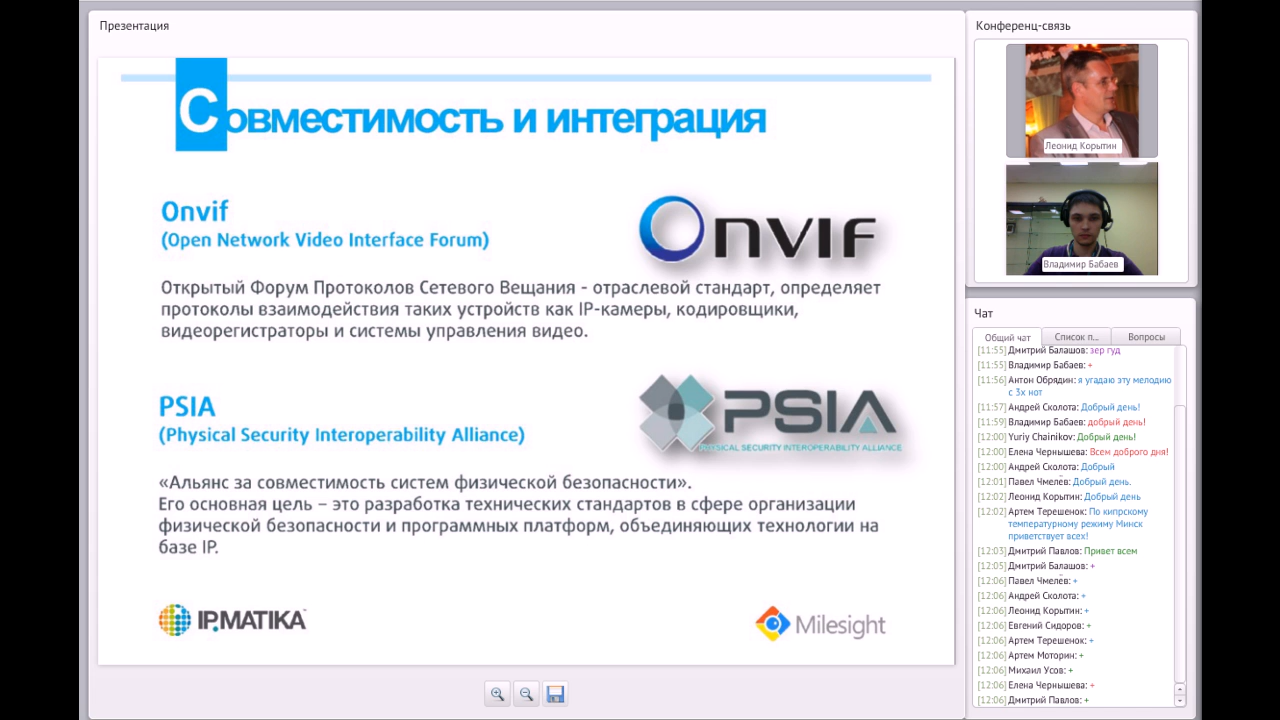 Презентация
Совместимость и интеграция
Onvif
(Open Network Video Interface Forum)
ONVIF
Открытый Форум Протоколов Сетевого Вещания - отраслевой стандарт, определяет
протоколы взаимодействия таких устройств как IP-камеры, кодировщики,
видеорегистраторы и системы управления видео.
PSIA
(Physical Security Interoperability Alliance)
PSIA
PHYSICAL SECURITY INTEROPERABILITY ALLIANCE
«Альянс за совместимость систем физической безопасности».
Его основная цель – это разработка технических стандартов в сфере организации
физической безопасности и программных платформ, объединяющих технологии на
базе IP.
IPMATIKA
Milesight
Конференц-связь
Леонид Корытин
Владимир Бабаев
Чат
Общий чат
Список п...
Вопросы
[11:55] Дмитрий Балашов: зер гуд
[11:55] Владимир Бабаев: +
[11:56] Антон Обрядин: я угадаю эту мелодию
с 3х нот
[11:57] Андрей Сколота: Добрый день!
[11:59] Владимир Бабаев: добрый день!
[12:00] Yuriy Chainikov: Добрый день!
[12:00] Елена Чернышева: Всем доброго дня!
[12:00] Андрей Сколота: Добрый
[12:01] Павел Чмелёв: Добрый день.
[12:02] Леонид Корытин: Добрый день
[12:02] Артем Терешенок: По кипрскому
температурному режиму Минск
приветствует всех!
[12:03] Дмитрий Павлов: Привет всем
[12:05] Дмитрий Балашов: +
[12:06] Павел Чмелёв: +
[12:06] Андрей Сколота: +
[12:06] Леонид Корытин: +
[12:06] Евгений Сидоров: +
[12:06] Артем Терешенок: +
[12:06] Артем Моторин: +
[12:06] Михаил Усов: +
[12:06] Елена Чернышева: +
[12:06] Дмитрий Павлов: +